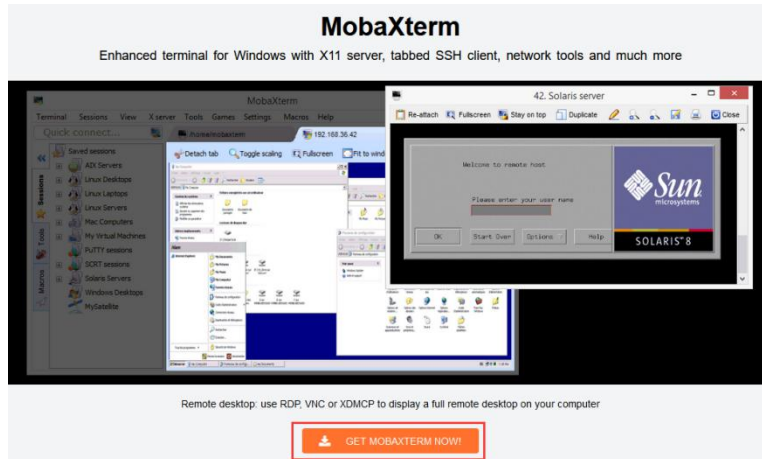 MobaXterm
Enhanced terminal for Windows with X11 server, tabbed SSH client, network tools and much more
MobaXterm
Terminal Sessions View X server Tools Games Settings Macros Help
Quick connect...
/home/mobaxterm
192.168.36.42
Detach tab Toggle scaling Fullscreen Fit to wind
Sessions
Tools
Macros
Saved sessions
AIX Servers
Linux Desktops
Linux Laptops
Linux Servers
Mac Computers
My Virtual Machines
PuTTY sessions
SORT sessions
Solaris Servers
Windows Desktops
MySatellite
42. Solaris server
Re-attach Fullscreen Stay on top Duplicate Close
Welcome to remote host
Please enter your user name
OK Start Over Options Help
Sun
microsystems
SOLARIS™8
Remote desktop: use RDP, VNC or XDMCP to display a full remote desktop on your computer
GET MOBAXTERM NOW!